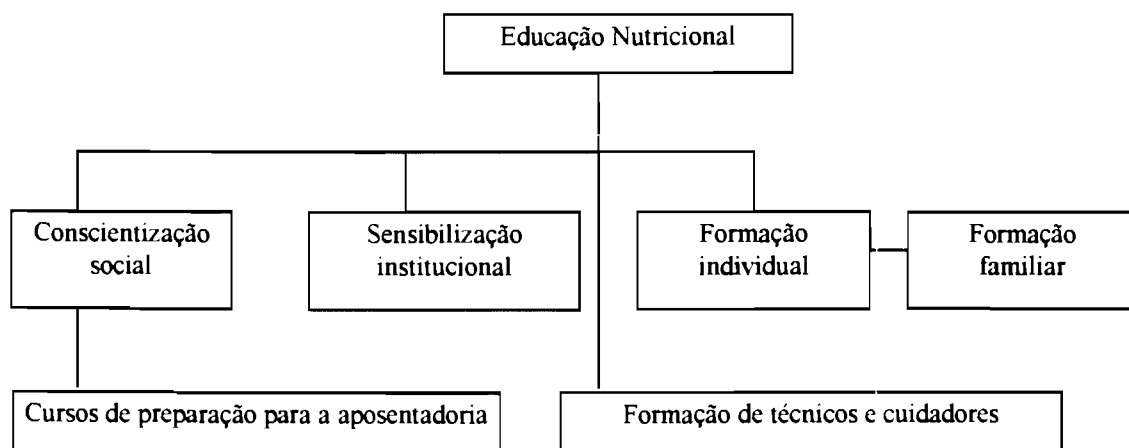 Educação Nutricional
Conscientização
social
Sensibilização
institucional
Formação
individual
Formação
familiar
Cursos de preparação para a aposentadoria
Formação de técnicos e cuidadores